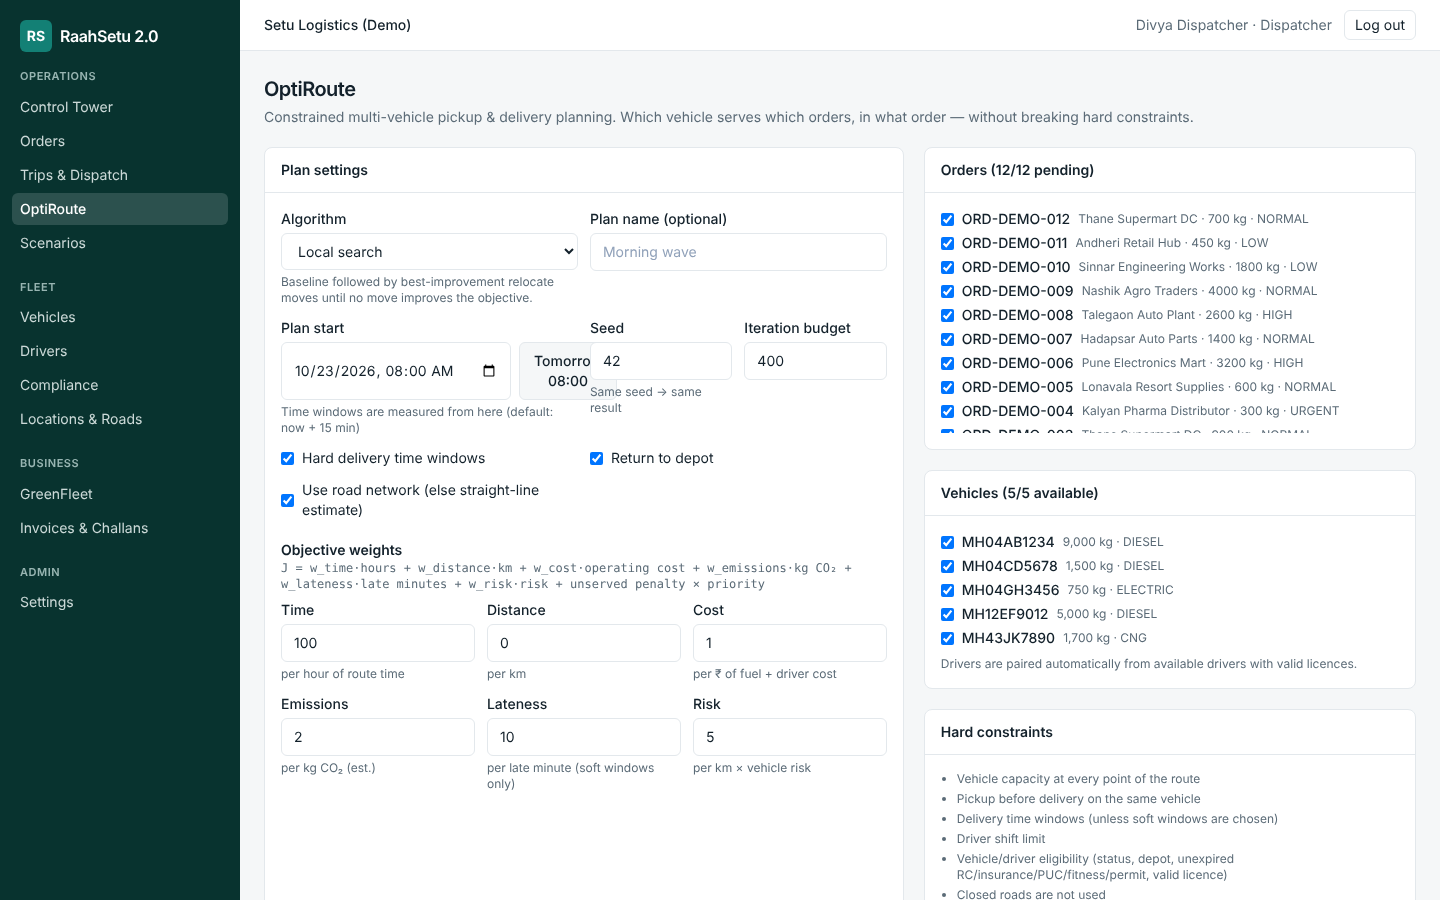 RS RaahSetu 2.0
OPERATIONS
Control Tower
Orders
Trips & Dispatch
OptiRoute
Scenarios
FLEET
Vehicles
Drivers
Compliance
Locations & Roads
BUSINESS
GreenFleet
Invoices & Challans
ADMIN
Settings
Setu Logistics (Demo)
Divya Dispatcher · Dispatcher
Log out
OptiRoute
Constrained multi-vehicle pickup & delivery planning. Which vehicle serves which orders, in what order — without breaking hard constraints.
Plan settings
Algorithm
Local search
Baseline followed by best-improvement relocate
moves until no move improves the objective.
Plan name (optional)
Morning wave
Plan start
10/23/2026, 08:00 AM
Tomorro
08:00
Time windows are measured from here (default:
now + 15 min)
Seed
42
Same seed → same
result
Iteration budget
400
Hard delivery time windows
Return to depot
Use road network (else straight-line
estimate)
Objective weights
J = w_time·hours + w_distance·km + w_cost·operating cost + w_emissions·kg CO₂ +
w_lateness·late minutes + w_risk·risk + unserved penalty × priority
Time
100
per hour of route time
Distance
0
per km
Cost
1
per ₹ of fuel + driver cost
Emissions
2
per kg CO₂ (est.)
Lateness
10
per late minute (soft windows
only)
Risk
5
per km × vehicle risk
Orders (12/12 pending)
ORD-DEMO-012 Thane Supermart DC · 700 kg · NORMAL
ORD-DEMO-011 Andheri Retail Hub · 450 kg · LOW
ORD-DEMO-010 Sinnar Engineering Works · 1800 kg · LOW
ORD-DEMO-009 Nashik Agro Traders · 4000 kg · NORMAL
ORD-DEMO-008 Talegaon Auto Plant · 2600 kg · HIGH
ORD-DEMO-007 Hadapsar Auto Parts · 1400 kg · NORMAL
ORD-DEMO-006 Pune Electronics Mart · 3200 kg · HIGH
ORD-DEMO-005 Lonavala Resort Supplies · 600 kg · NORMAL
ORD-DEMO-004 Kalyan Pharma Distributor · 300 kg · URGENT
Vehicles (5/5 available)
MH04AB1234 9,000 kg · DIESEL
MH04CD5678 1,500 kg · DIESEL
MH04GH3456 750 kg · ELECTRIC
MH12EF9012 5,000 kg · DIESEL
MH43JK7890 1,700 kg · CNG
Drivers are paired automatically from available drivers with valid licences.
Hard constraints
• Vehicle capacity at every point of the route
• Pickup before delivery on the same vehicle
• Delivery time windows (unless soft windows are chosen)
• Driver shift limit
• Vehicle/driver eligibility (status, depot, unexpired
RC/insurance/PUC/fitness/permit, valid licence)
• Closed roads are not used